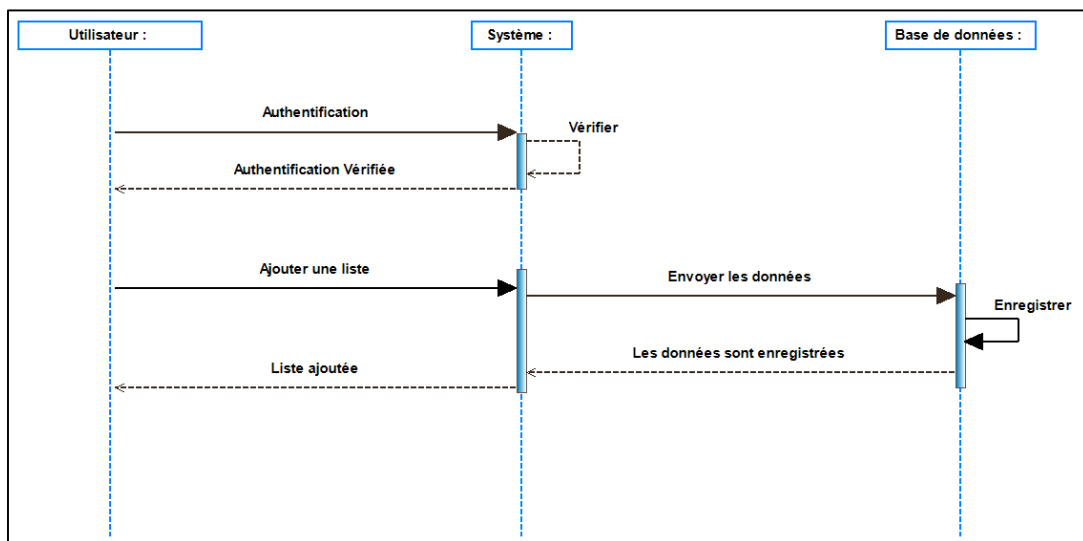 Utilisateur :
Système :
Base de données :
Authentification
Vérifier
Authentification Vérifiée
Ajouter une liste
Envoyer les données
Enregistrer
Les données sont enregistrées
Liste ajoutée